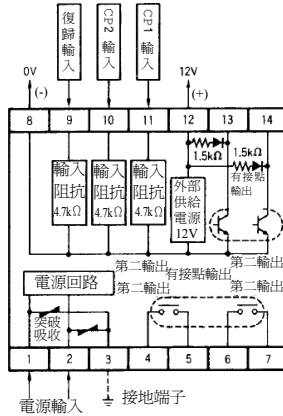 復歸輸入
CP2 輸入
CP1 輸入
0V
12V
(-)
(+)
8 9 10 11 12 13 14
1.5kΩ
1.5kΩ
輸入阻抗 4.7kΩ
輸入阻抗 4.7kΩ
輸入阻抗 4.7kΩ
外部供給電源 12V
有接點輸出
第二輸出
第二輸出
有接點輸出
電源回路
第二輸出
第二輸出
突破吸收
1 2 3 4 5 6 7
電源輸入
接地端子